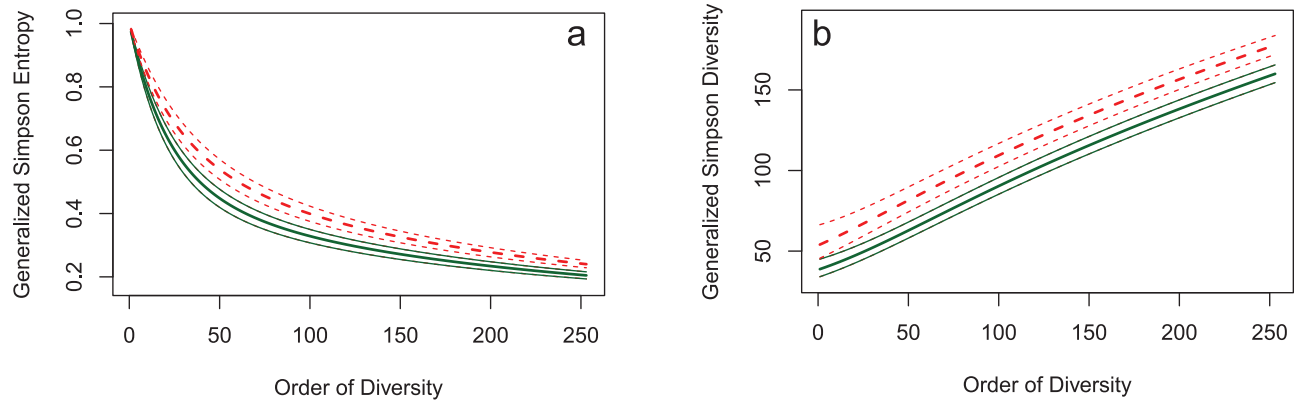 Generalized Simpson Entropy
1.0
0.8
0.6
0.4
0.2
a
0 50 100 150 200 250
Order of Diversity
Generalized Simpson Diversity
150
100
50
b
0 50 100 150 200 250
Order of Diversity